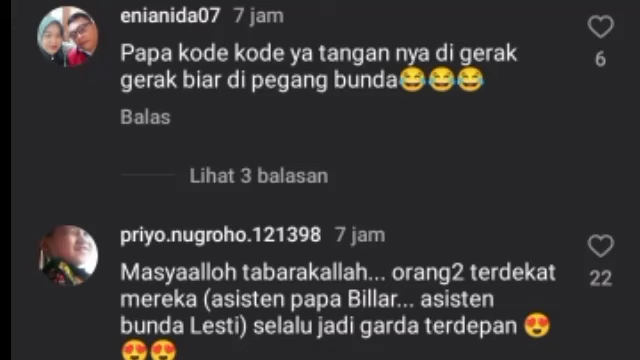 enianida07 7 jam
Papa kode kode ya tangan nya di gerak
gerak biar di pegang bunda😂😂😂
6
Balas
Lihat 3 balasan
priyo.nugroho.121398 7 jam
Masyaalloh tabarakallah... orang2 terdekat
mereka (asisten papa Billar... asisten
22
bunda Lesti) selalu jadi garda terdepan 😍
😍😍